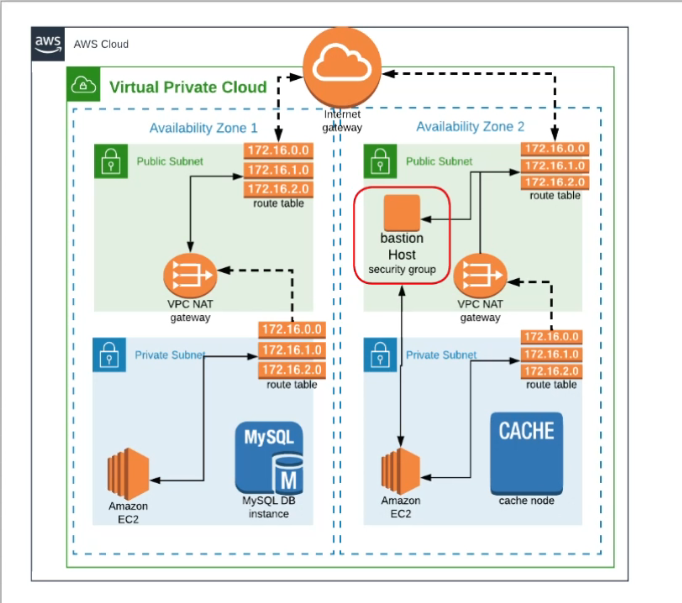 aws
AWS Cloud
Virtual Private Cloud
Internet
gateway
Availability Zone 1
Public Subnet
172.16.0.0
172.16.1.0
172.16.2.0
route table
VPC NAT
gateway
Private Subnet
172.16.0.0
172.16.1.0
172.16.2.0
route table
Amazon
EC2
MySQL
M
MySQL DB
instance
Availability Zone 2
Public Subnet
172.16.0.0
172.16.1.0
172.16.2.0
route table
bastion
Host
security group
VPC NAT
gateway
Private Subnet
172.16.0.0
172.16.1.0
172.16.2.0
route table
Amazon
EC2
CACHE
cache node